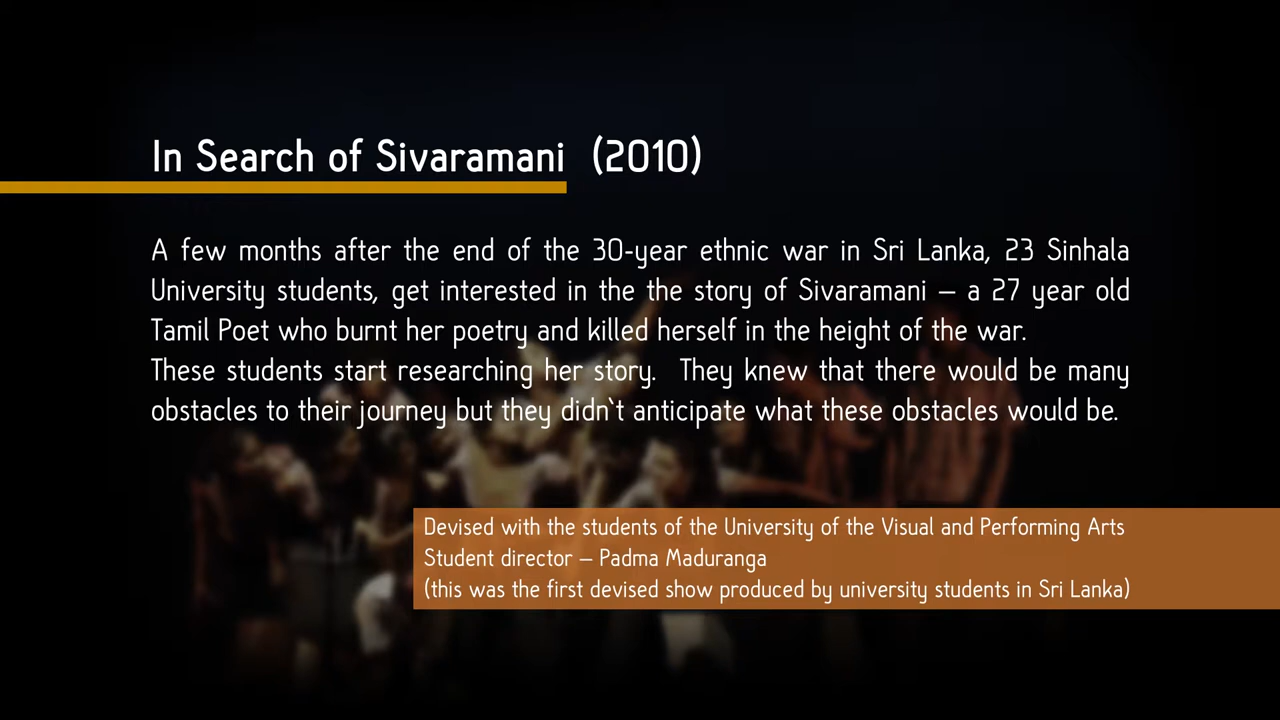 In Search of Sivaramani (2010)
A few months after the end of the 30-year ethnic war in Sri Lanka, 23 Sinhala
University students, get interested in the the story of Sivaramani – a 27 year old
Tamil Poet who burnt her poetry and killed herself in the height of the war.
These students start researching her story. They knew that there would be many
obstacles to their journey but they didn`t anticipate what these obstacles would be.
Devised with the students of the University of the Visual and Performing Arts
Student director – Padma Maduranga
(this was the first devised show produced by university students in Sri Lanka)